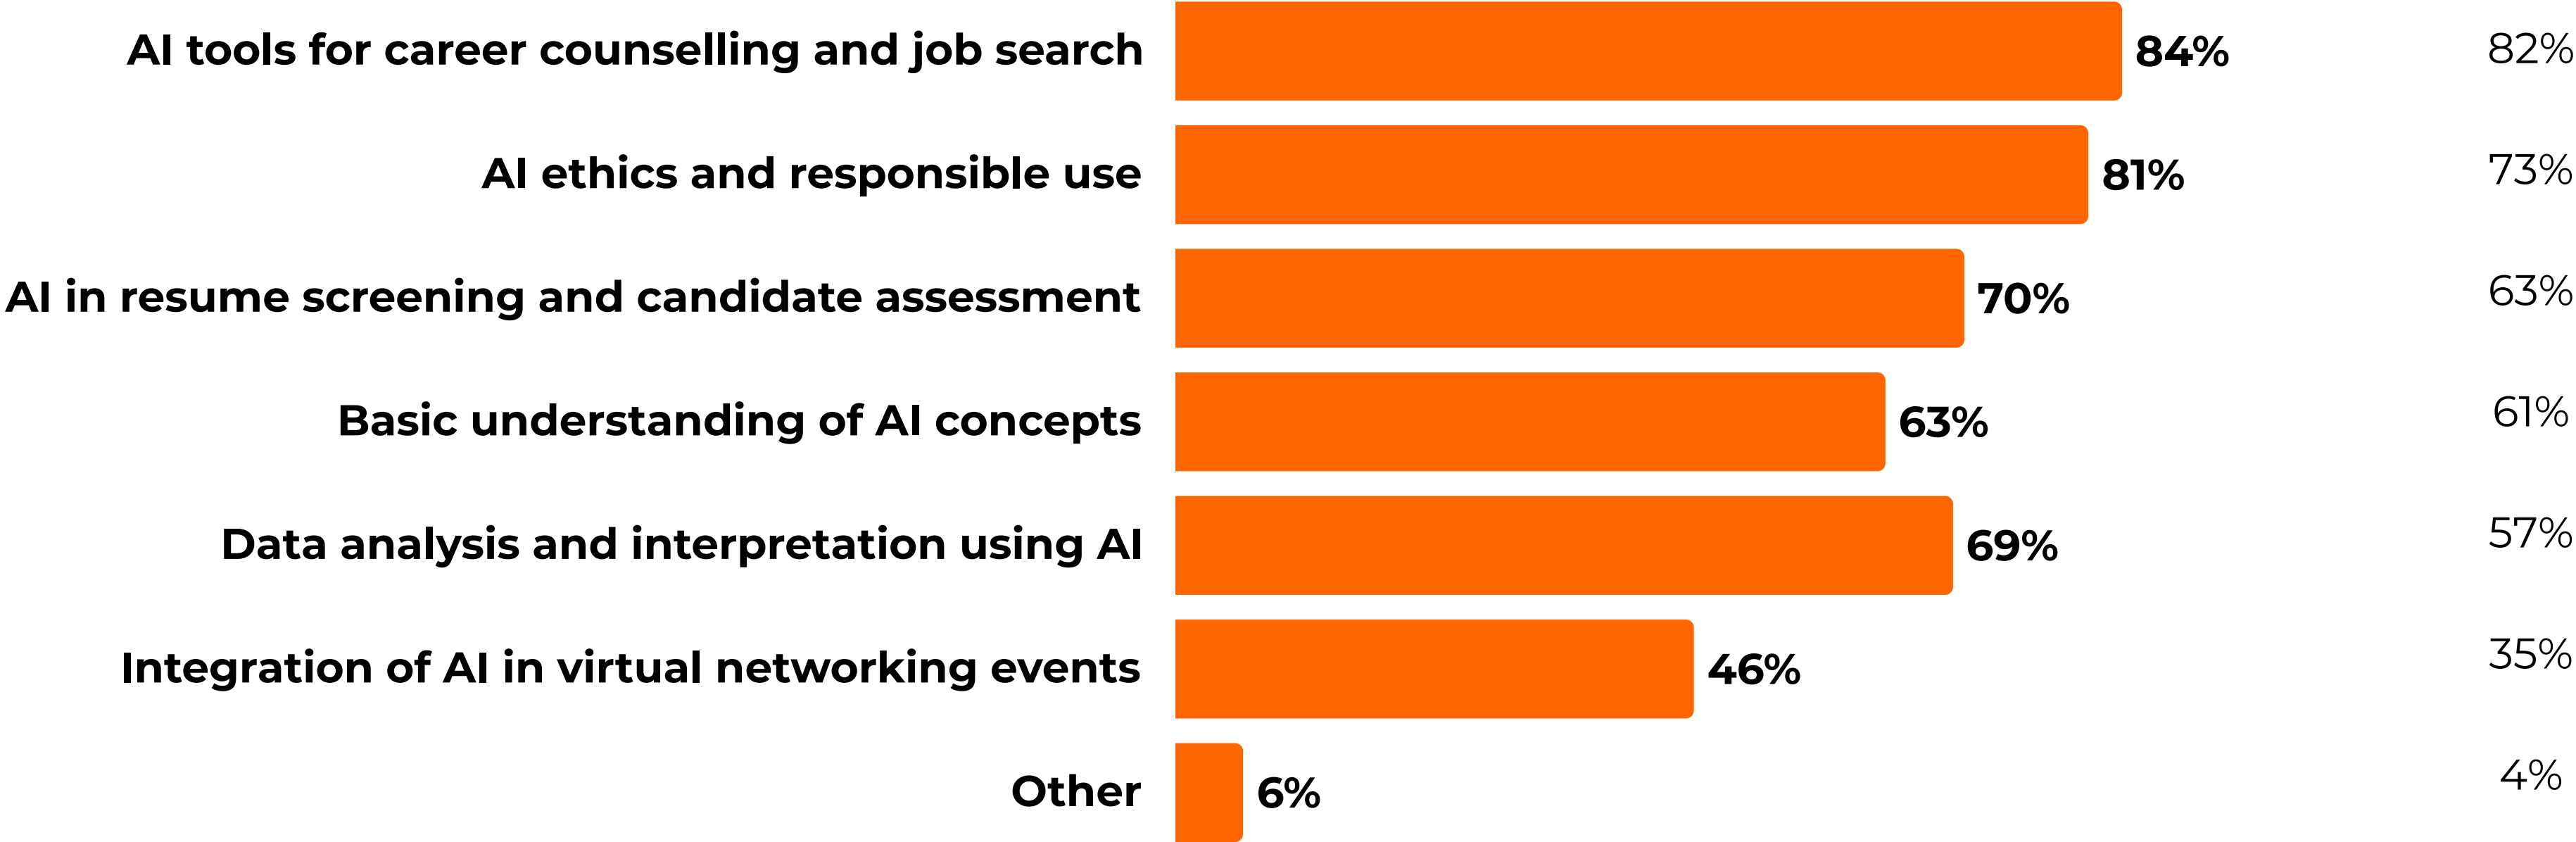 AI tools for career counselling and job search 84% 82%
AI ethics and responsible use 81% 73%
AI in resume screening and candidate assessment 70% 63%
Basic understanding of AI concepts 63% 61%
Data analysis and interpretation using AI 69% 57%
Integration of AI in virtual networking events 46% 35%
Other 6% 4%